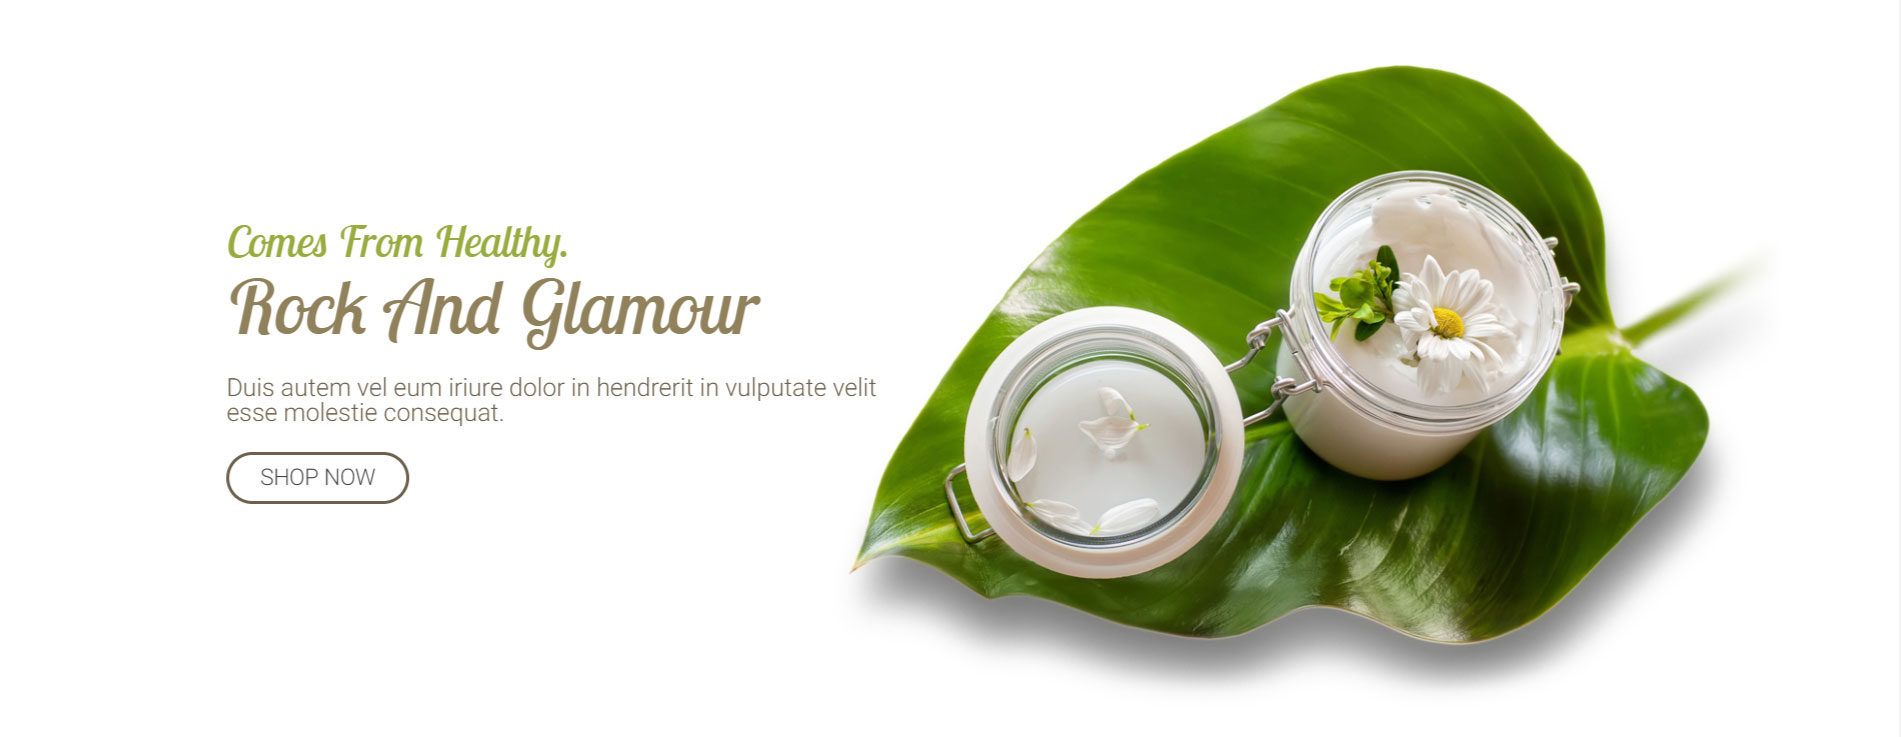 Comes From Healthy.
Rock And Glamour
Duis autem vel eum iriure dolor in hendrerit in vulputate velit
esse molestie consequat.
SHOP NOW